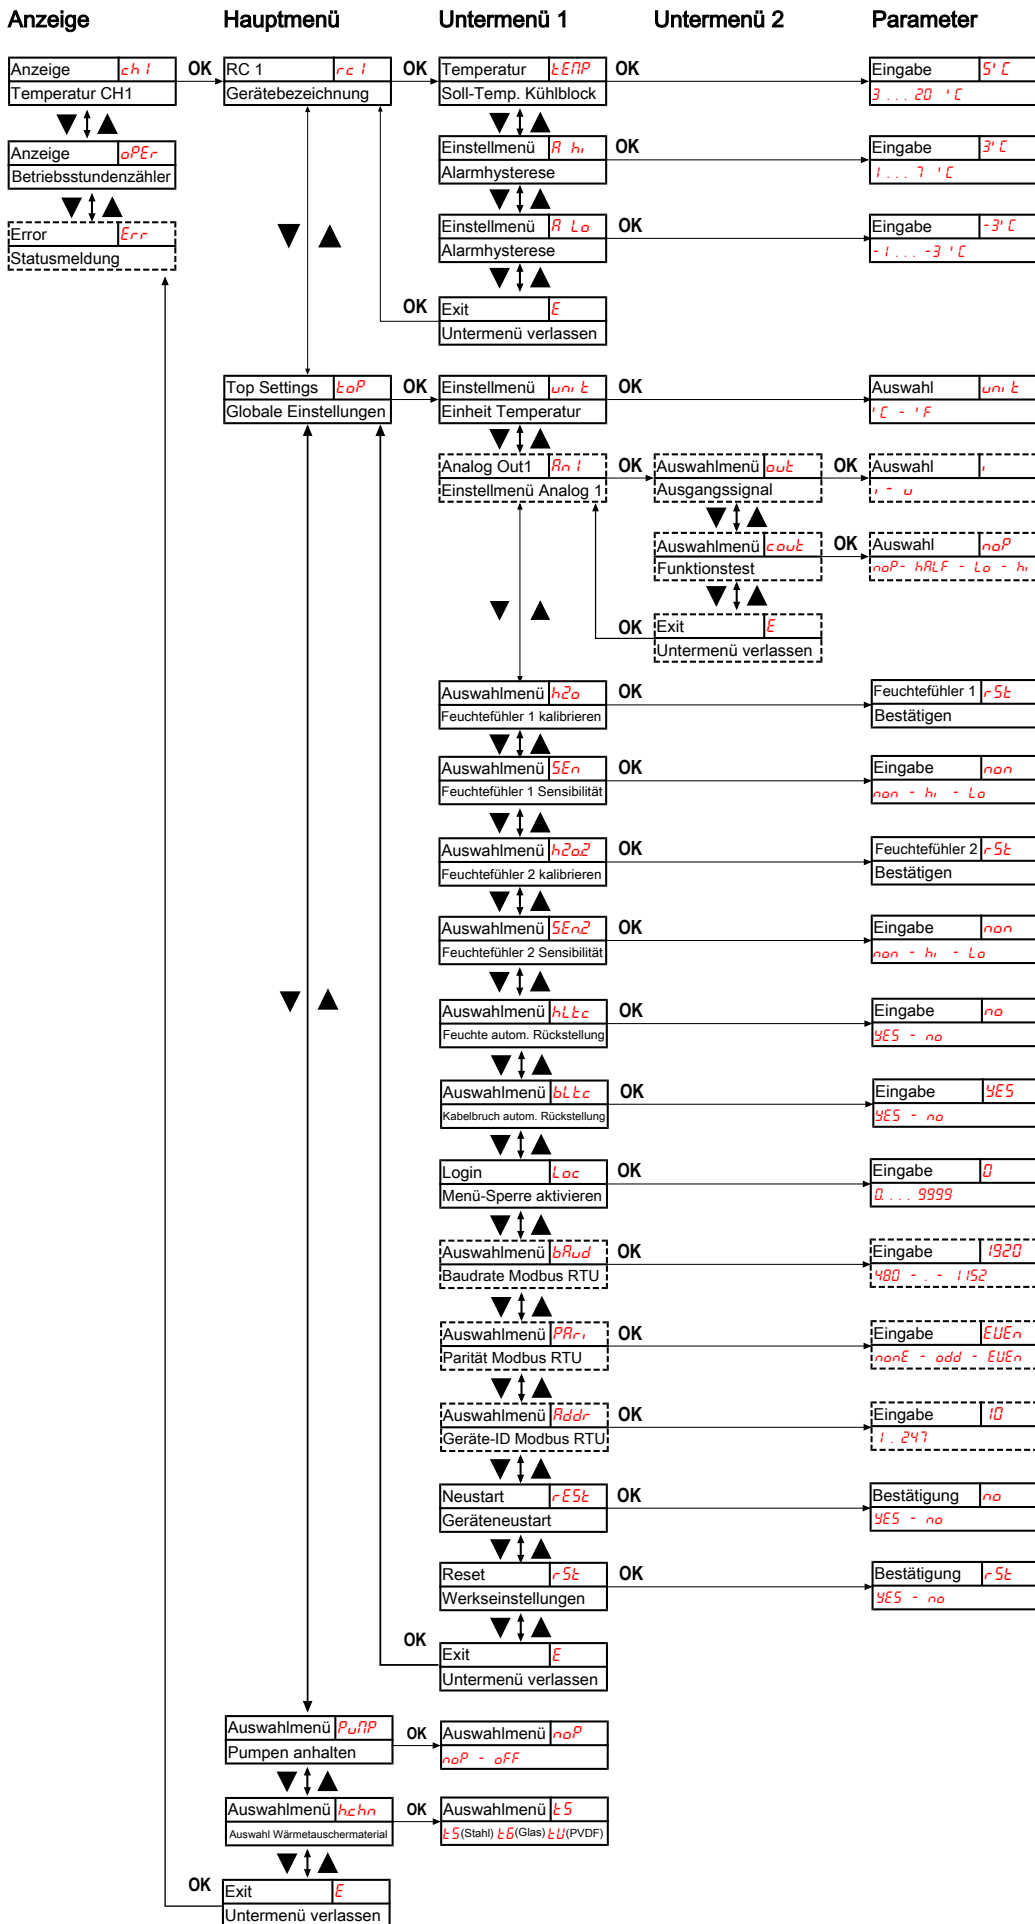 Anzeige Hauptmenü Untermenü 1 Untermenü 2 Parameter
Anzeige ch1 OK RC 1 rc1 OK Temperatur tEMP OK Eingabe 5°C
Temperatur CH1 Gerätebezeichnung Soll-Temp. Kühlblock 3 . . . 20 °C
Anzeige oPEr Einstellmenü A hi OK Eingabe 3°C
Betriebsstundenzähler Alarmhysterese 1 . . . 7 °C
Error Err Einstellmenü A Lo OK Eingabe -3°C
Statusmeldung Alarmhysterese -1 . . . -3 °C
OK Exit E
Untermenü verlassen
Top Settings toP OK Einstellmenü unit OK Auswahl unit
Globale Einstellungen Einheit Temperatur °C - °F
Analog Out1 An1 OK Auswahlmenü out OK Auswahl i
Einstellmenü Analog 1 Ausgangssignal i - u
Auswahlmenü cout OK Auswahl noP
Funktionstest noP- hALF - Lo - hi
OK Exit E
Untermenü verlassen
Auswahlmenü h2o OK Feuchtefühler 1 rSt
Feuchtefühler 1 kalibrieren Bestätigen
Auswahlmenü SEn OK Eingabe non
Feuchtefühler 1 Sensibilität non - hi - Lo
Auswahlmenü h2o.2 OK Feuchtefühler 2 rSt
Feuchtefühler 2 kalibrieren Bestätigen
Auswahlmenü SEn.2 OK Eingabe non
Feuchtefühler 2 Sensibilität non - hi - Lo
Auswahlmenü hLtc OK Eingabe no
Feuchte autom. Rückstellung YES - no
Auswahlmenü bLtc OK Eingabe YES
Kabelbruch autom. Rückstellung YES - no
Login Loc OK Eingabe 0
Menü-Sperre aktivieren 0. . . . 9999
Auswahlmenü bAud OK Eingabe 1920
Baudrate Modbus RTU 480 - . - 1152
Auswahlmenü PAri OK Eingabe EUEn
Parität Modbus RTU nonE - odd - EUEn
Auswahlmenü Addr OK Eingabe 10
Geräte-ID Modbus RTU 1 . 247
Neustart rESt OK Bestätigung no
Geräteneustart YES - no
Reset rSt OK Bestätigung rSt
Werkseinstellungen YES - no
OK Exit E
Untermenü verlassen
Auswahlmenü PuMP OK Auswahlmenü noP
Pumpen anhalten noP - oFF
Auswahlmenü h.chn OK Auswahlmenü tS
Auswahl Wärmetauschermaterial tS(Stahl) tG(Glas) tU(PVDF)
OK Exit E
Untermenü verlassen